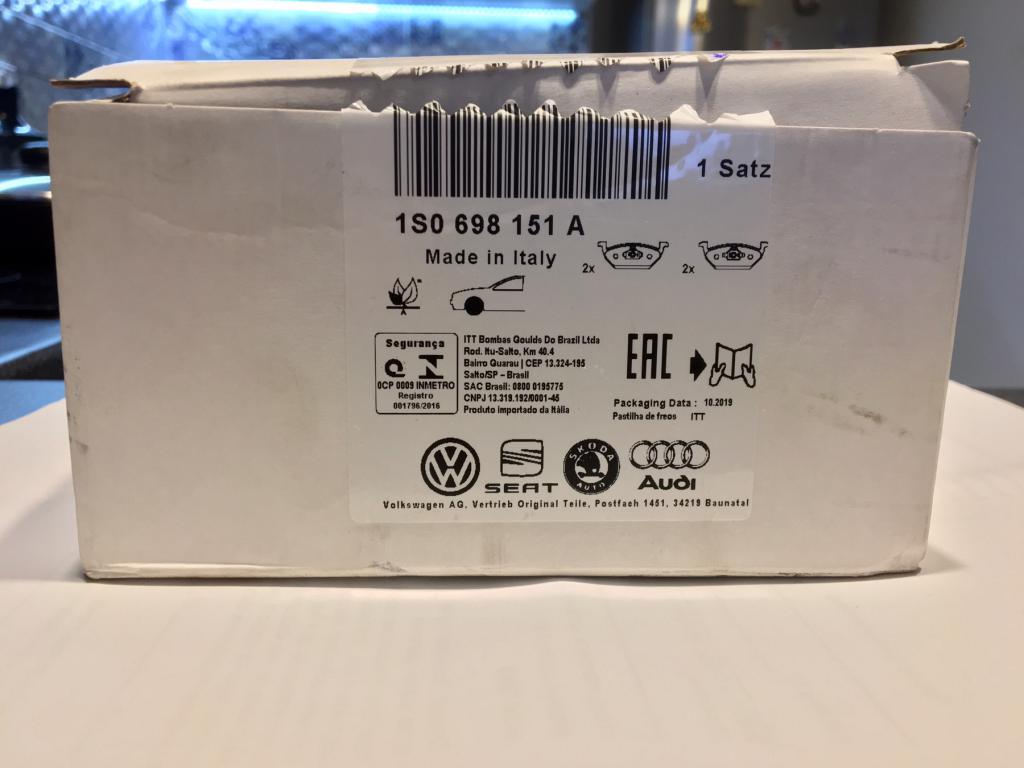 1 Satz
1S0 698 151 A
Made in Italy
2x
2x
Segurança
OCP 0009 INMETRO
Registro
001796/2016
ITT Bombas Goulds Do Brazil Ltda
Rod. Itu-Salto, Km 40.4
Bairro Guarau | CEP 13.324-195
Salto/SP – Brasil
SAC Brasil: 0800 0195775
CNPJ 13.319.192/0001-45
Produto importado da Itàlia
EAC
Packaging Data : 10.2019
Pastilha de freos ITT
SEAT
SKODA
AUTO
Audi
Volkswagen AG, Vertrieb Original Teile, Postfach 1451, 34219 Baunatal